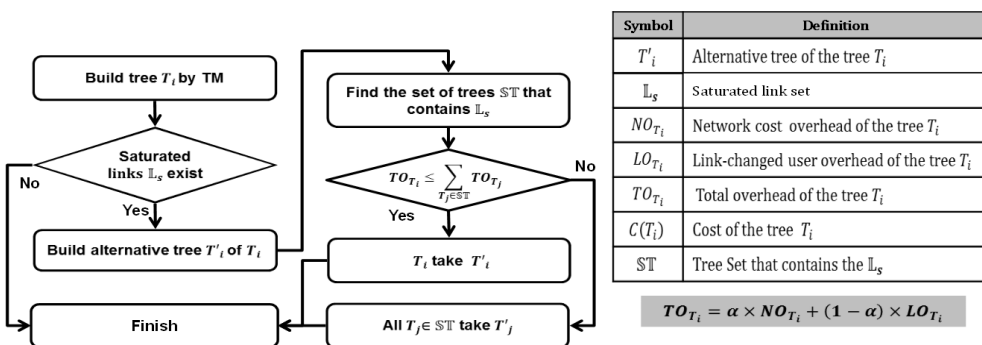 Build tree T_i by TM
Saturated
links 𝕃_s exist
No
Yes
Build alternative tree T'_i of T_i
Finish
Find the set of trees 𝕊𝕋 that
contains 𝕃_s
TO_{T_i} ≤ ∑_{T_j∈𝕊𝕋} TO_{T_j}
No
Yes
T_i take T'_i
All T_j ∈ 𝕊𝕋 take T'_j
Symbol Definition
T'_i Alternative tree of the tree T_i
𝕃_s Saturated link set
NO_{T_i} Network cost overhead of the tree T_i
LO_{T_i} Link-changed user overhead of the tree T_i
TO_{T_i} Total overhead of the tree T_i
C(T_i) Cost of the tree T_i
𝕊𝕋 Tree Set that contains the 𝕃_s
TO_{T_i} = α × NO_{T_i} + (1 − α) × LO_{T_i}